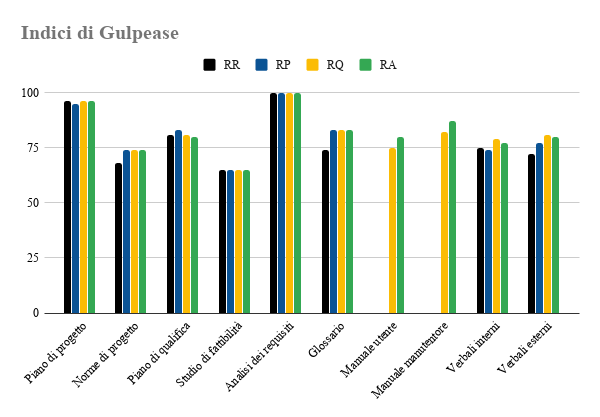 Indici di Gulpease
RR RP RQ RA
100
75
50
25
0
Piano di progetto
Norme di progetto
Piano di qualifica
Studio di fattibilità
Analisi dei requisiti
Glossario
Manuale utente
Manuale manutentore
Verbali interni
Verbali esterni